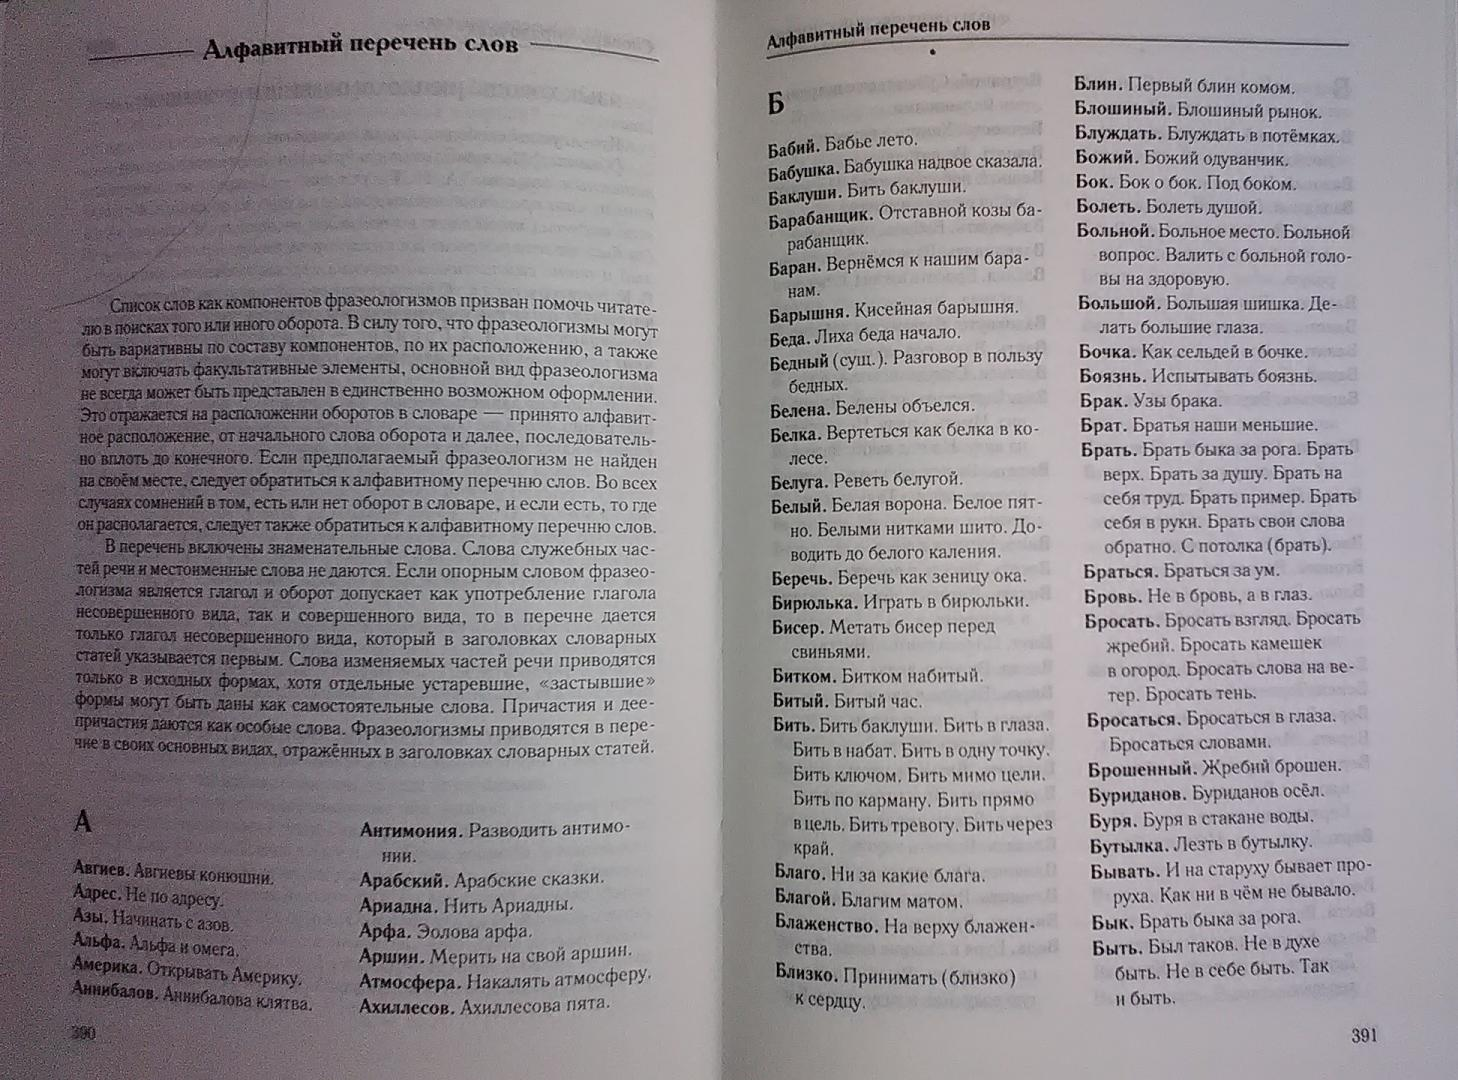 Алфавитный перечень слов
Список слов как компонентов фразеологизмов призван помочь читате-
лю в поисках того или иного оборота. В силу того, что фразеологизмы могут
быть вариативны по составу компонентов, по их расположению, а также
могут включать факультативные элементы, основной вид фразеологизма
не всегда может быть представлен в единственно возможном оформлении.
Это отражается на расположении оборотов в словаре — принято алфавит-
ное расположение, от начального слова оборота и далее, последователь-
но вплоть до конечного. Если предполагаемый фразеологизм не найден
на своём месте, следует обратиться к алфавитному перечню слов. Во всех
случаях сомнений в том, есть или нет оборот в словаре, и если есть, то где
он располагается, следует также обратиться к алфавитному перечню слов.
В перечень включены знаменательные слова. Слова служебных час-
тей речи и местоименные слова не даются. Если опорным словом фразео-
логизма является глагол и оборот допускает как употребление глагола
несовершенного вида, так и совершенного вида, то в перечне дается
только глагол несовершенного вида, который в заголовках словарных
статей указывается первым. Слова изменяемых частей речи приводятся
только в исходных формах, хотя отдельные устаревшие, «застывшие»
формы могут быть даны как самостоятельные слова. Причастия и дее-
причастия даются как особые слова. Фразеологизмы приводятся в пере-
чне в своих основных видах, отражённых в заголовках словарных статей.
А
Авгиев. Авгиевы конюшни.
Адрес. Не по адресу.
Азы. Начинать с азов.
Альфа. Альфа и омега.
Америка. Открывать Америку.
Аннибалов. Аннибалова клятва.
Антимония. Разводить антимо-
нии.
Арабский. Арабские сказки.
Ариадна. Нить Ариадны.
Арфа. Эолова арфа.
Аршин. Мерить на свой аршин.
Атмосфера. Накалять атмосферу.
Ахиллесов. Ахиллесова пята.
390
Алфавитный перечень слов
Б
Бабий. Бабье лето.
Бабушка. Бабушка надвое сказала.
Баклуши. Бить баклуши.
Барабанщик. Отставной козы ба-
рабанщик.
Баран. Вернёмся к нашим бара-
нам.
Барышня. Кисейная барышня.
Беда. Лиха беда начало.
Бедный (сущ.). Разговор в пользу
бедных.
Белена. Белены объелся.
Белка. Вертеться как белка в ко-
лесе.
Белуга. Реветь белугой.
Белый. Белая ворона. Белое пят-
но. Белыми нитками шито. До-
водить до белого каления.
Беречь. Беречь как зеницу ока.
Бирюлька. Играть в бирюльки.
Бисер. Метать бисер перед
свиньями.
Битком. Битком набитый.
Битый. Битый час.
Бить. Бить баклуши. Бить в глаза.
Бить в набат. Бить в одну точку.
Бить ключом. Бить мимо цели.
Бить по карману. Бить прямо
в цель. Бить тревогу. Бить через
край.
Благо. Ни за какие блага.
Благой. Благим матом.
Блаженство. На верху блажен-
ства.
Близко. Принимать (близко)
к сердцу.
Блин. Первый блин комом.
Блошиный. Блошиный рынок.
Блуждать. Блуждать в потёмках.
Божий. Божий одуванчик.
Бок. Бок о бок. Под боком.
Болеть. Болеть душой.
Больной. Больное место. Больной
вопрос. Валить с больной голо-
вы на здоровую.
Большой. Большая шишка. Де-
лать большие глаза.
Бочка. Как сельдей в бочке.
Боязнь. Испытывать боязнь.
Брак. Узы брака.
Брат. Братья наши меньшие.
Брать. Брать быка за рога. Брать
верх. Брать за душу. Брать на
себя труд. Брать пример. Брать
себя в руки. Брать свои слова
обратно. С потолка (брать).
Браться. Браться за ум.
Бровь. Не в бровь, а в глаз.
Бросать. Бросать взгляд. Бросать
жребий. Бросать камешек
в огород. Бросать слова на ве-
тер. Бросать тень.
Бросаться. Бросаться в глаза.
Бросаться словами.
Брошенный. Жребий брошен.
Буриданов. Буриданов осёл.
Буря. Буря в стакане воды.
Бутылка. Лезть в бутылку.
Бывать. И на старуху бывает про-
руха. Как ни в чём не бывало.
Бык. Брать быка за рога.
Быть. Был таков. Не в духе
быть. Не в себе быть. Так
и быть.
391